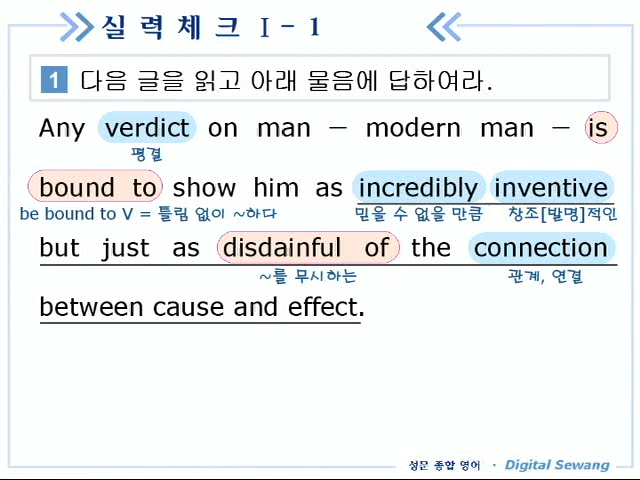 실력체크 I - 1
1 다음 글을 읽고 아래 물음에 답하여라.
Any verdict on man – modern man – is
평결
bound to show him as incredibly inventive
be bound to V = 틀림 없이 ~하다 믿을 수 없을 만큼 창조[발명]적인
but just as disdainful of the connection
~를 무시하는 관계, 연결
between cause and effect.
성문 종합 영어 · Digital Sewang